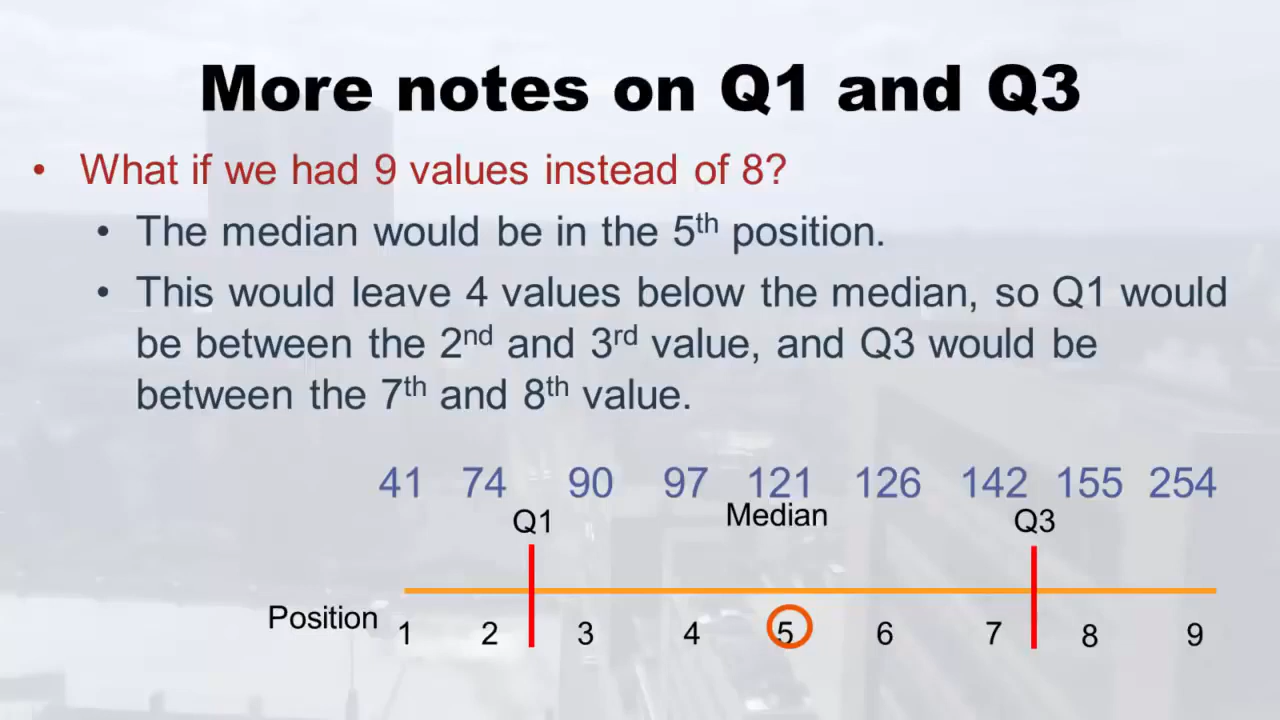 More notes on Q1 and Q3
• What if we had 9 values instead of 8?
• The median would be in the 5th position.
• This would leave 4 values below the median, so Q1 would
be between the 2nd and 3rd value, and Q3 would be
between the 7th and 8th value.
41 74 90 97 121 126 142 155 254
Q1 Median Q3
Position 1 2 3 4 5 6 7 8 9